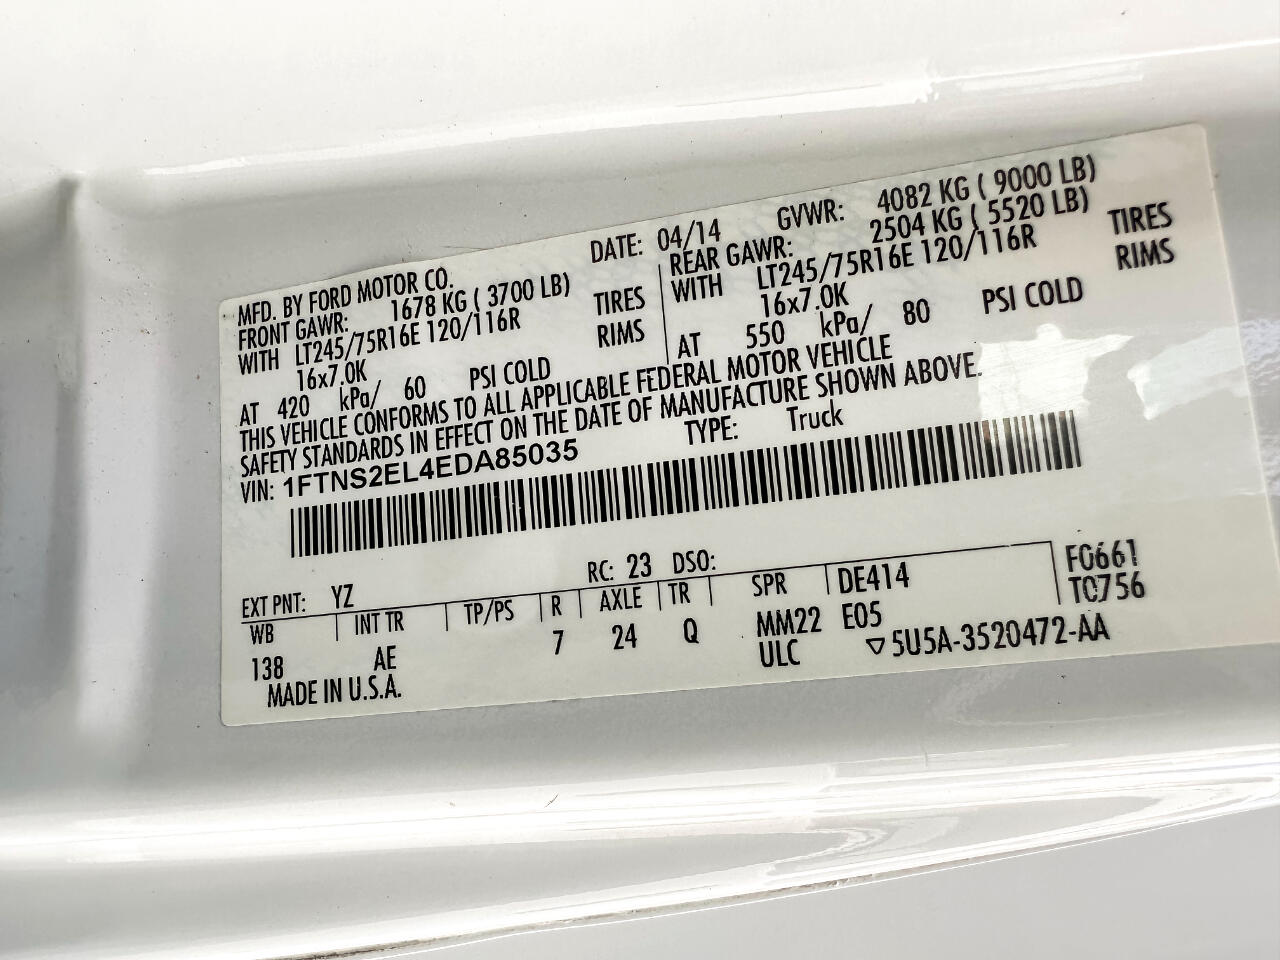 MFD. BY FORD MOTOR CO. DATE: 04/14 GVWR: 4082 KG ( 9000 LB)
FRONT GAWR: 1678 KG ( 3700 LB) REAR GAWR: 2504 KG ( 5520 LB)
WITH LT245/75R16E 120/116R TIRES WITH LT245/75R16E 120/116R TIRES
16x7.0K RIMS 16x7.0K RIMS
AT 420 kPa/ 60 PSI COLD AT 550 kPa/ 80 PSI COLD
THIS VEHICLE CONFORMS TO ALL APPLICABLE FEDERAL MOTOR VEHICLE
SAFETY STANDARDS IN EFFECT ON THE DATE OF MANUFACTURE SHOWN ABOVE.
VIN: 1FTNS2EL4EDA85035 TYPE: Truck
F0661
T0756
EXT PNT: YZ RC: 23 DSO:
WB INT TR TP/PS R AXLE TR SPR DE414
138 AE 7 24 Q MM22 E05
MADE IN U.S.A. ULC ▽5U5A-3520472-AA